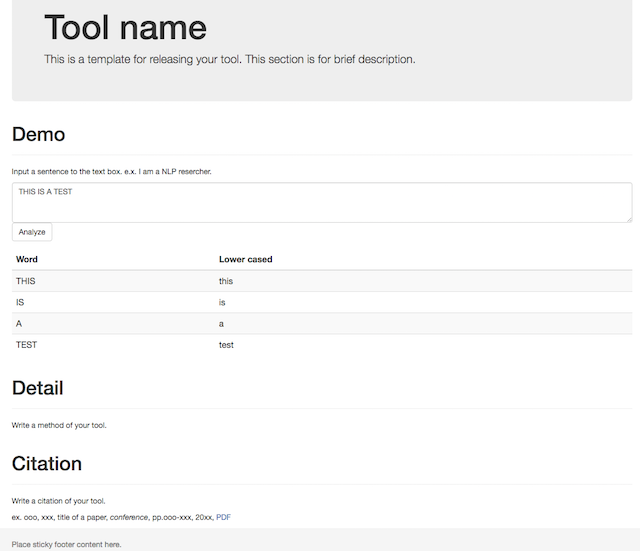 Tool name
This is a template for releasing your tool. This section is for brief description.
Demo
Input a sentence to the text box. e.x. I am a NLP resercher.
THIS IS A TEST
Analyze
Word Lower cased
THIS this
IS is
A a
TEST test
Detail
Write a method of your tool.
Citation
Write a citation of your tool.
ex. ooo, xxx, title of a paper, conference, pp.ooo-xxx, 20xx, PDF
Place sticky footer content here.